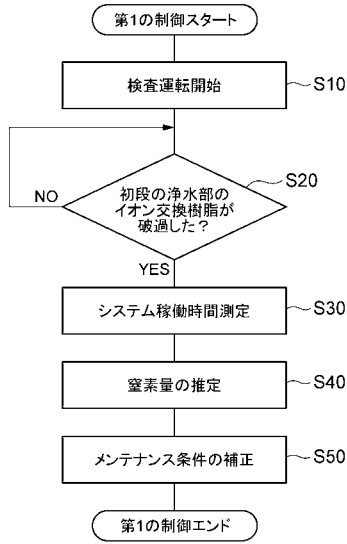 第1の制御スタート
検査運転開始
S10
初段の浄水部の
イオン交換樹脂が
破過した?
S20
NO
YES
システム稼働時間測定
S30
窒素量の推定
S40
メンテナンス条件の補正
S50
第1の制御エンド